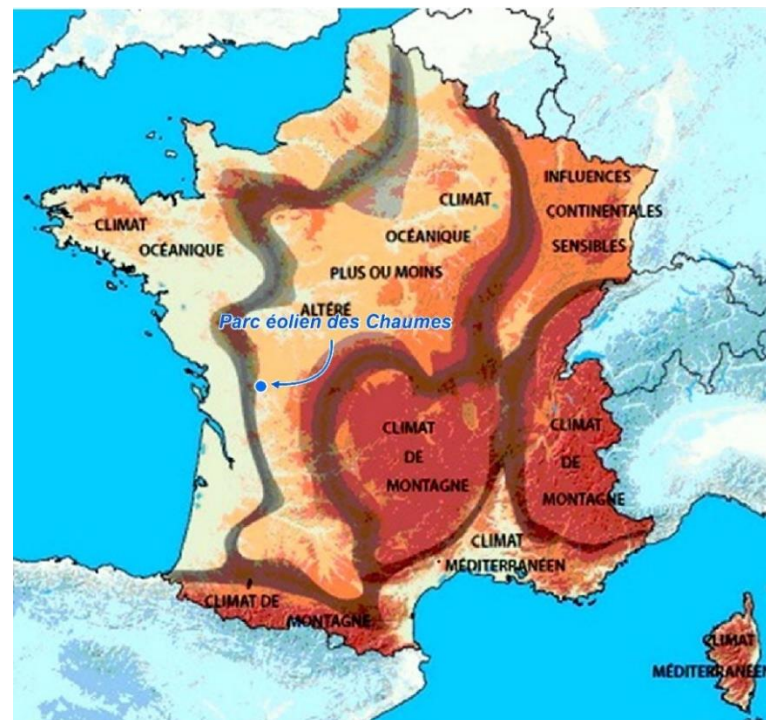 INFLUENCES
CONTINENTALES
SENSIBLES
CLIMAT
OCÉANIQUE
CLIMAT
OCÉANIQUE
PLUS OU MOINS
ALTÉRÉ
Parc éolien des Chaumes
CLIMAT
DE
MONTAGNE
CLIMAT
DE
MONTAGNE
CLIMAT
MÉDITERRANÉEN
CLIMAT DE
MONTAGNE
CLIMAT
MÉDITERRANÉEN